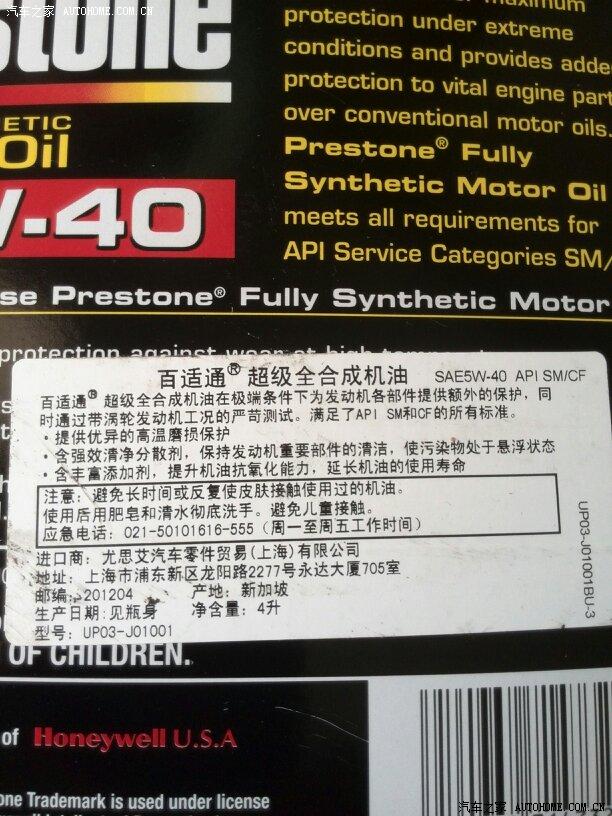 汽车之家 AUTOHOME.COM.CN
stone
maximum
protection under extreme
conditions and provides adde
protection to vital engine part
over conventional motor oils.
ETIC
Oil
-40
Prestone® Fully
Synthetic Motor Oil
meets all requirements for
API Service Categories SM/
se Prestone® Fully Synthetic Motor
protection against wear at high
百适通® 超级全合成机油 SAE5W-40 API SM/CF
百适通® 超级全合成机油在极端条件下为发动机各部件提供额外的保护，同
时通过带涡轮发动机工况的严苛测试。满足了API SM和CF的所有标准。
· 提供优异的高温磨损保护
· 含强效清净分散剂，保持发动机重要部件的清洁，使污染物处于悬浮状态
· 含丰富添加剂，提升机油抗氧化能力，延长机油的使用寿命
注意：避免长时间或反复使皮肤接触使用过的机油。
使用后用肥皂和清水彻底洗手。避免儿童接触。
应急电话：021-50101616-555（周一至周五工作时间）
进口商：尤思艾汽车零件贸易(上海)有限公司
地址：上海市浦东新区龙阳路2277号永达大厦705室
邮编：201204 产地：新加坡
生产日期：见瓶身 净含量：4升
型号：UP03-J01001
UP03-J01001BU-3
OF CHILDREN.
of Honeywell U.S.A
one Trademark is used under license
汽车之家 AUTOHOME.COM.CN